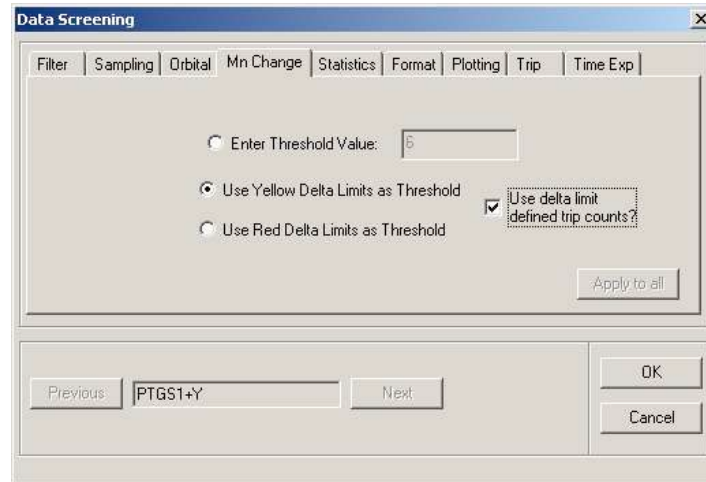 Data Screening
Filter Sampling Orbital Mn Change Statistics Format Plotting Trip Time Exp
Enter Threshold Value: 6
Use Yellow Delta Limits as Threshold
Use delta limit
defined trip counts?
Use Red Delta Limits as Threshold
Apply to all
Previous PTGS1+Y Next
OK
Cancel